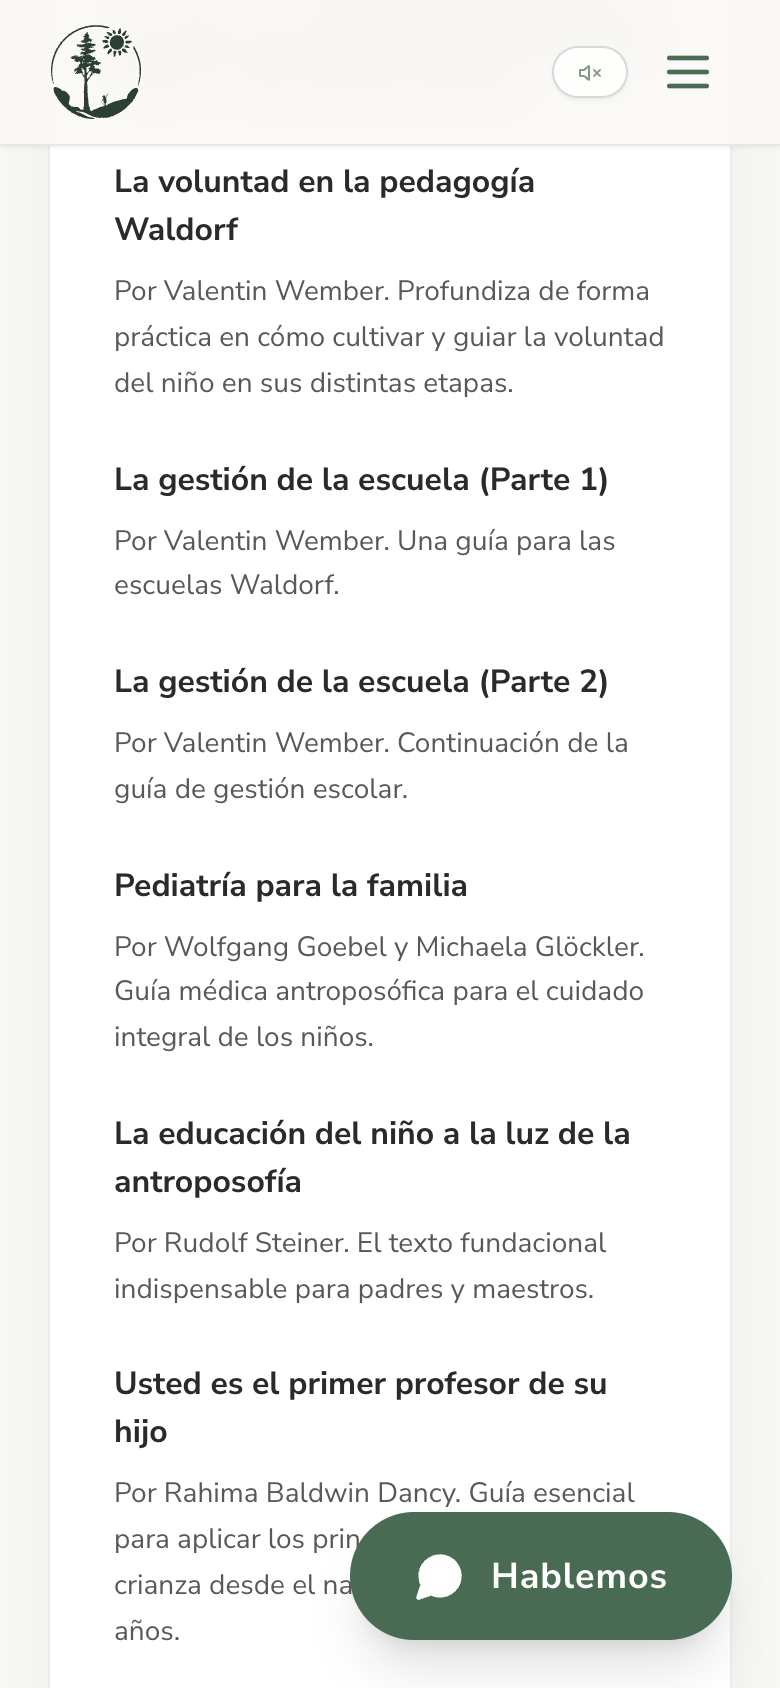 La voluntad en la pedagogía
Waldorf
Por Valentin Wember. Profundiza de forma
práctica en cómo cultivar y guiar la voluntad
del niño en sus distintas etapas.
La gestión de la escuela (Parte 1)
Por Valentin Wember. Una guía para las
escuelas Waldorf.
La gestión de la escuela (Parte 2)
Por Valentin Wember. Continuación de la
guía de gestión escolar.
Pediatría para la familia
Por Wolfgang Goebel y Michaela Glöckler.
Guía médica antroposófica para el cuidado
integral de los niños.
La educación del niño a la luz de la
antroposofía
Por Rudolf Steiner. El texto fundacional
indispensable para padres y maestros.
Usted es el primer profesor de su
hijo
Por Rahima Baldwin Dancy. Guía esencial
para aplicar los
crianza desde el
años.
Hablemos